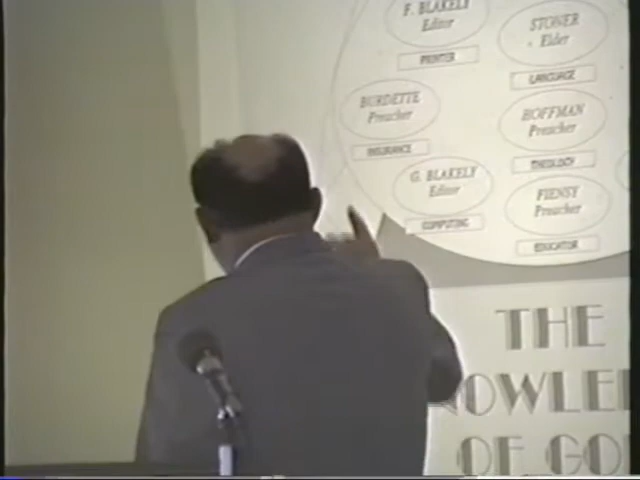 F. BLAKELY
Editor
PRINTER
STONER
Elder
LANGUAGE
BURDETTE
Preacher
INSURANCE
HOFFMAN
Preacher
THEOLOGY
G. BLAKELY
Editor
COMPUTING
FIENSY
Preacher
EDUCATOR
THE
NOWLE
OF GO